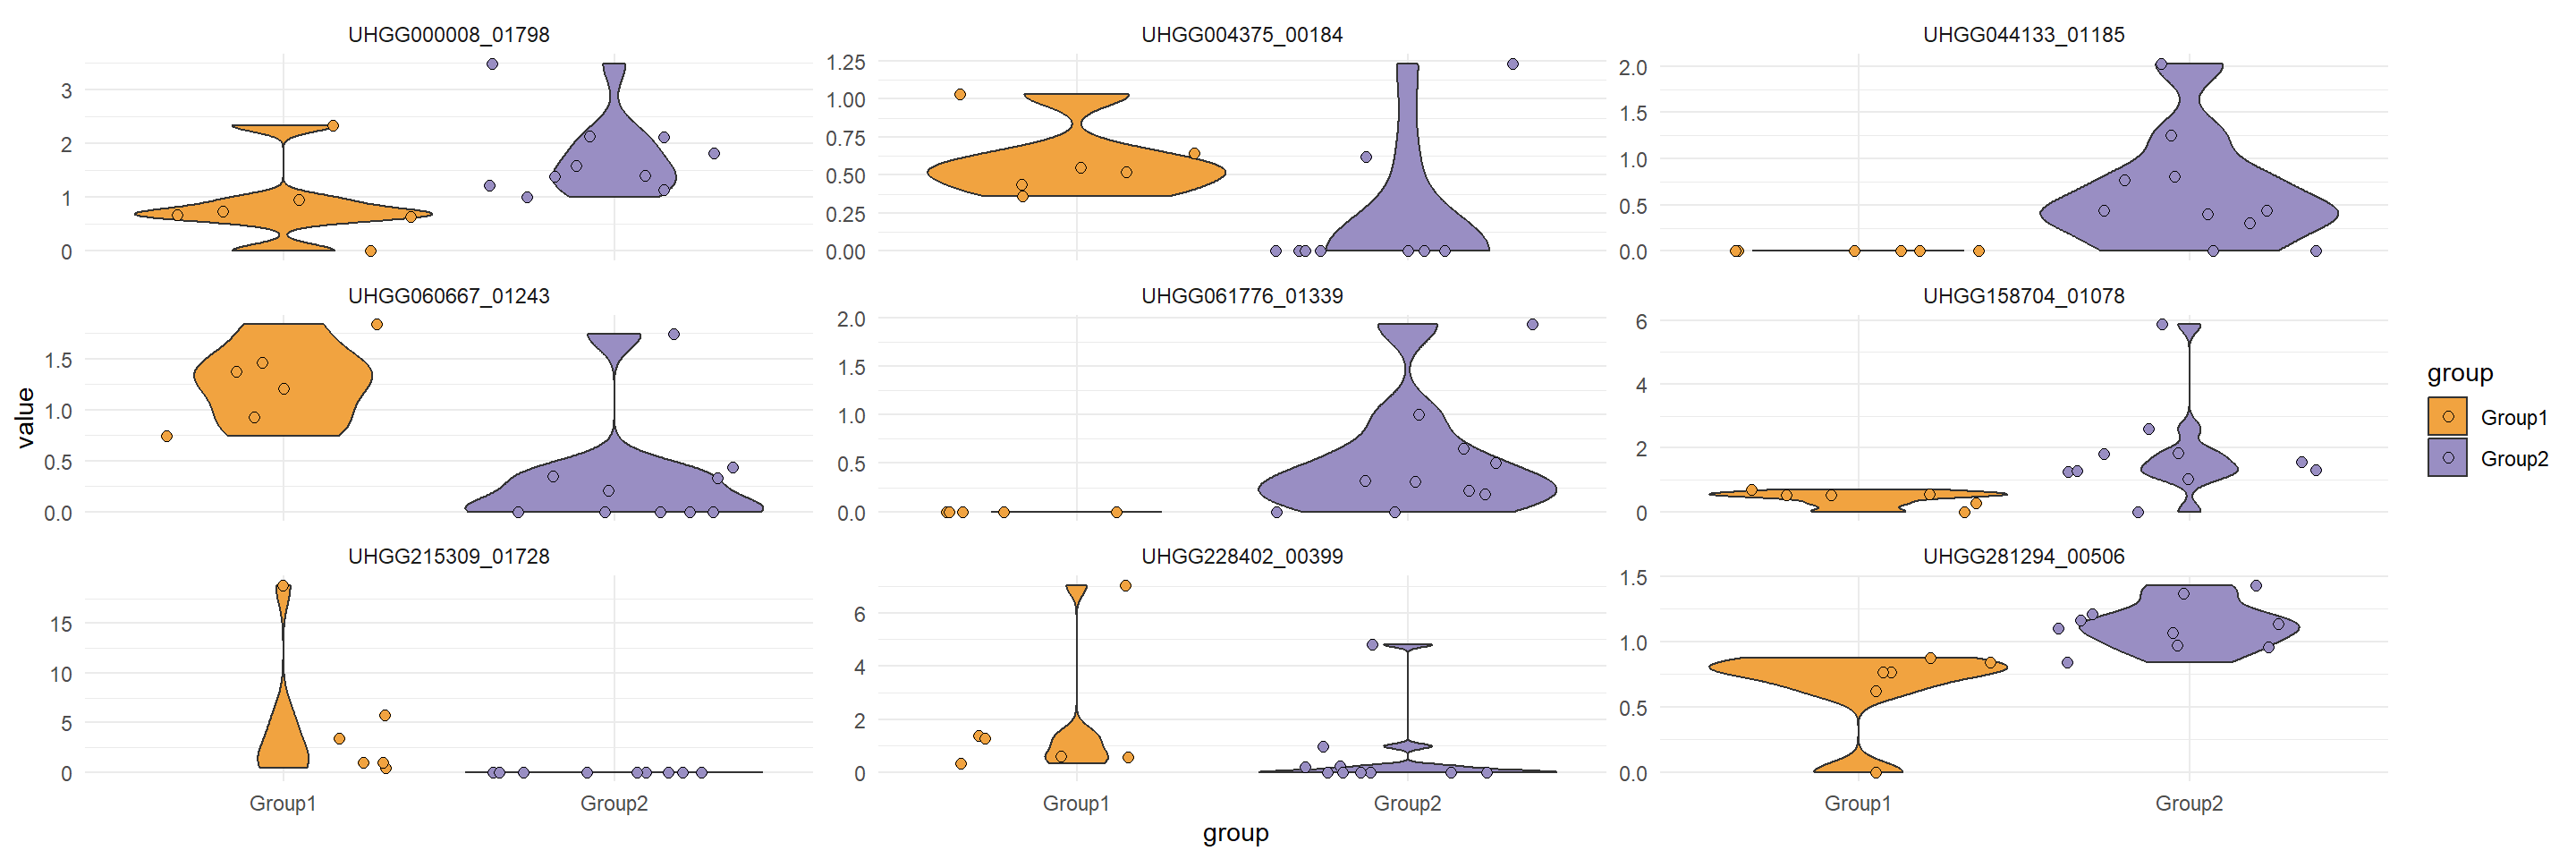 UHGG000008_01798
UHGG004375_00184
UHGG044133_01185
3
2
1
0
1.25
1.00
0.75
0.50
0.25
0.00
2.0
1.5
1.0
0.5
0.0
UHGG060667_01243
UHGG061776_01339
UHGG158704_01078
1.5
1.0
0.5
0.0
2.0
1.5
1.0
0.5
0.0
6
4
2
0
UHGG215309_01728
UHGG228402_00399
UHGG281294_00506
15
10
5
0
6
4
2
0
1.5
1.0
0.5
0.0
Group1
Group2
Group1
Group2
Group1
Group2
value
group
group
Group1
Group2